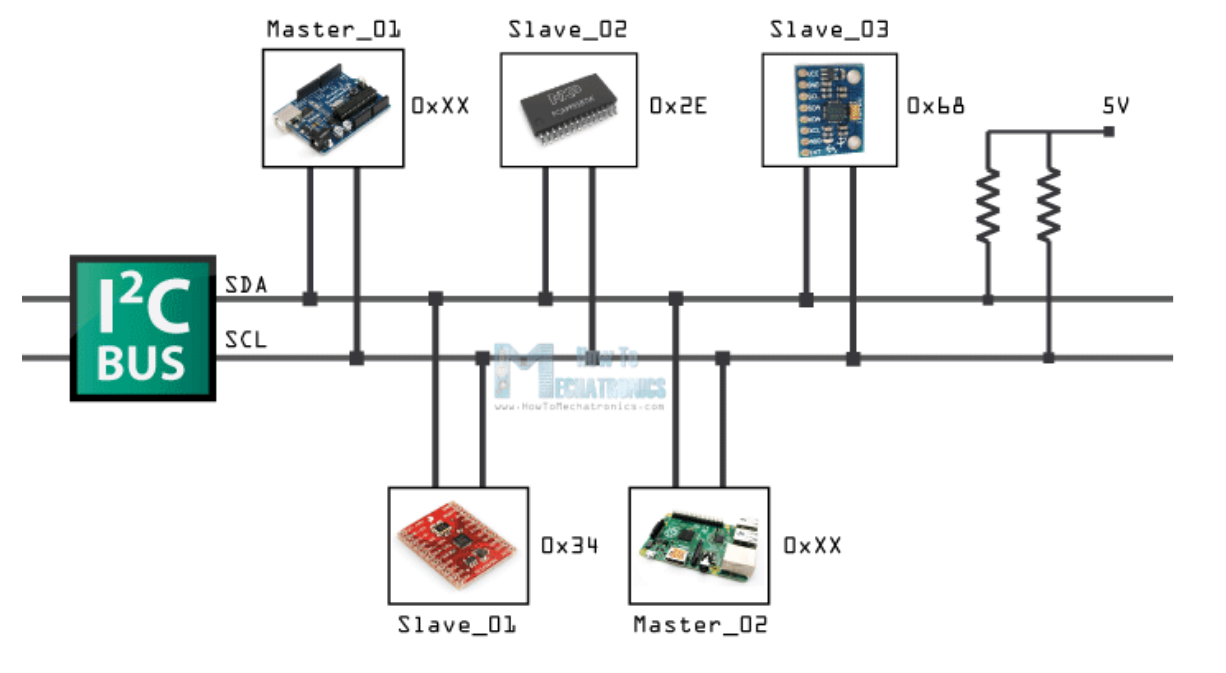 Master_01
Slave_02
Slave_03
0xXX
0x2E
0x68
5V
I²C
BUS
SDA
SCL
How To
MECHATRONICS
www.HowToMechatronics.com
0x34
0xXX
Slave_01
Master_02